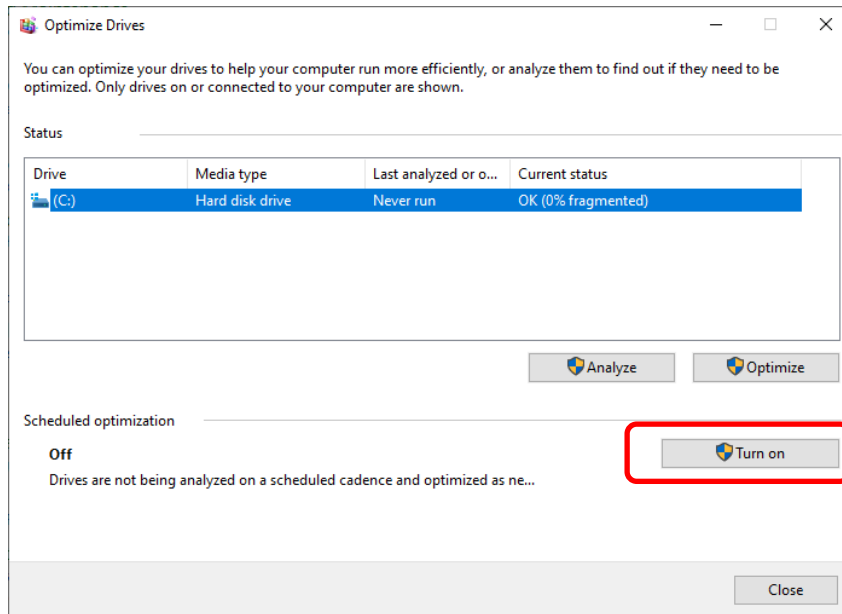 Optimize Drives
You can optimize your drives to help your computer run more efficiently, or analyze them to find out if they need to be
optimized. Only drives on or connected to your computer are shown.
Status
Drive Media type Last analyzed or o... Current status
(C:) Hard disk drive Never run OK (0% fragmented)
Analyze Optimize
Scheduled optimization
Off
Turn on
Drives are not being analyzed on a scheduled cadence and optimized as ne...
Close